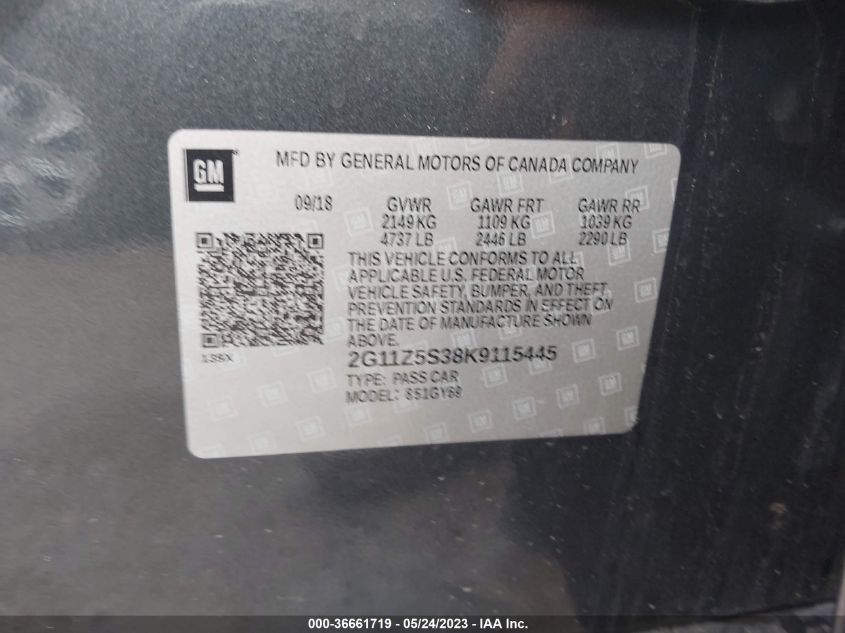 GM
MFD BY GENERAL MOTORS OF CANADA COMPANY
09/18 GVWR GAWR FRT GAWR RR
2149 KG 1109 KG 1039 KG
4737 LB 2446 LB 2290 LB
THIS VEHICLE CONFORMS TO ALL
APPLICABLE U.S. FEDERAL MOTOR
VEHICLE SAFETY, BUMPER, AND THEFT
PREVENTION STANDARDS IN EFFECT ON
THE DATE OF MANUFACTURE SHOWN
ABOVE.
139X
2G11Z5S38K9115445
TYPE: PASS CAR
MODEL:
000-36661719 - 05/24/2023 - IAA Inc.